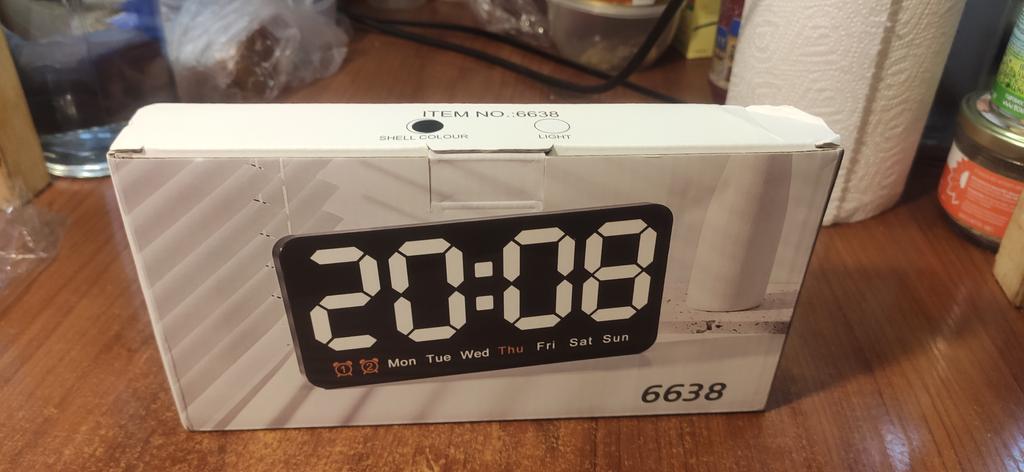 ITEM NO.:6638
SHELL COLOUR LIGHT
20:08
1 2 Mon Tue Wed Thu Fri Sat Sun
6638